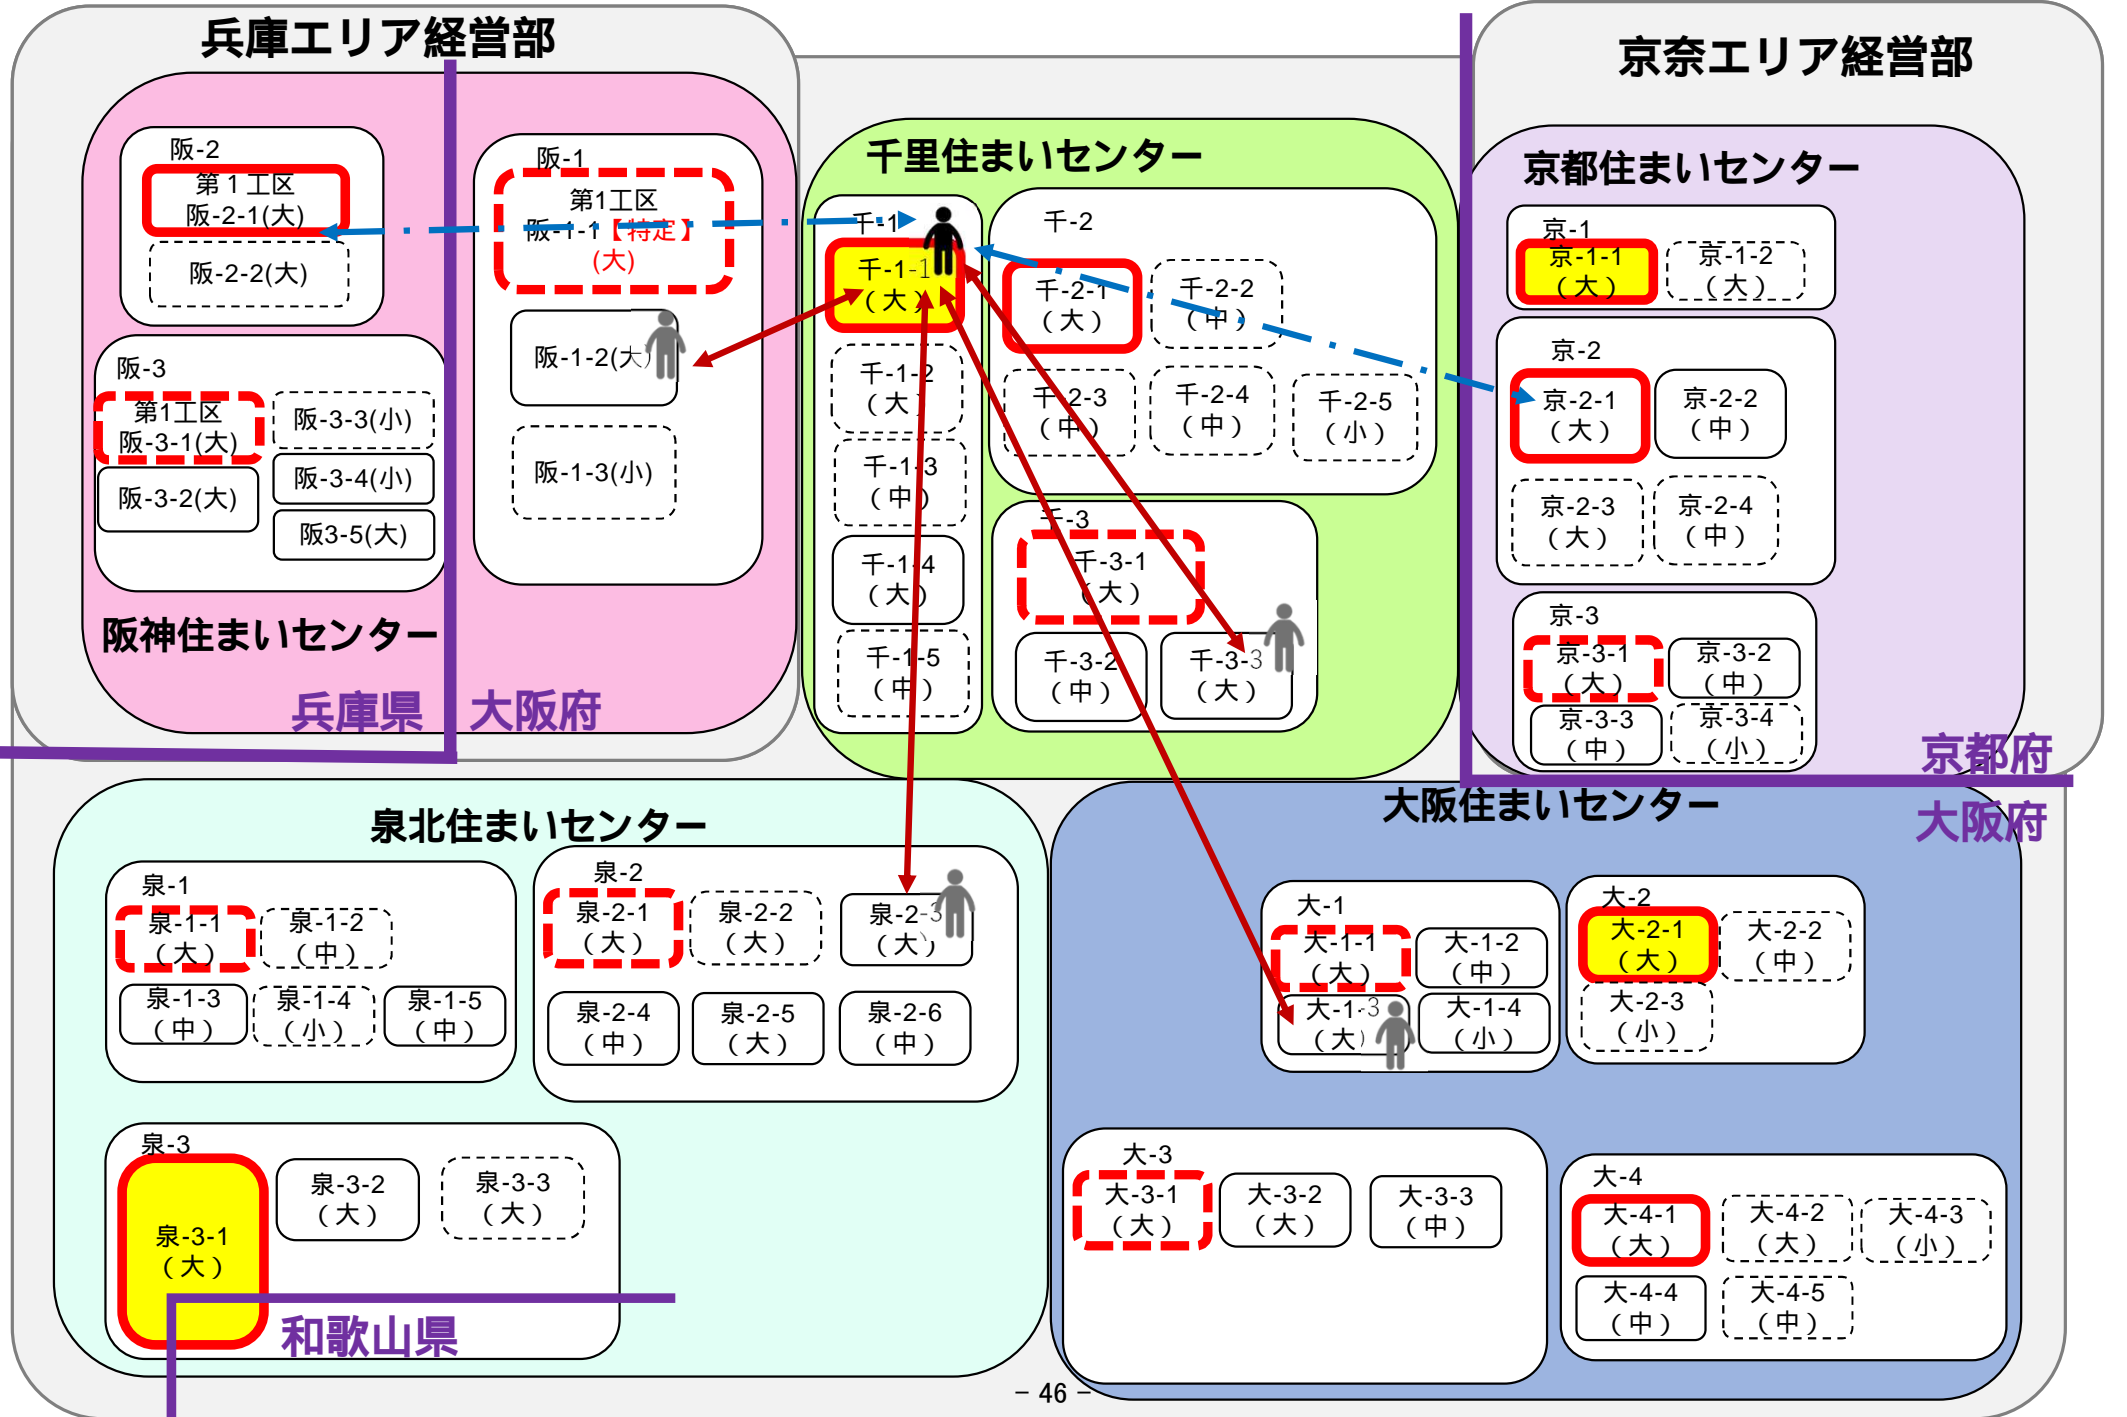 兵庫エリア経営部
京奈エリア経営部
阪-2
第1工区
阪-2-1(大)
阪-2-2(大)
阪-1
第1工区
阪-1-1【特定】
(大)
阪-1-2(大)
阪-1-3(小)
阪-3
第1工区
阪-3-1(大)
阪-3-3(小)
阪-3-4(小)
阪-3-2(大)
阪3-5(大)
阪神住まいセンター
兵庫県
大阪府
千里住まいセンター
千-1
千-1-1
(大)
千-1-2
(大)
千-1-3
(中)
千-1-4
(大)
千-1-5
(中)
千-2
千-2-1
(大)
千-2-2
(中)
千-2-3
(中)
千-2-4
(中)
千-2-5
(小)
千-3
千-3-1
(大)
千-3-2
(中)
千-3-3
(大)
京都住まいセンター
京-1
京-1-1
(大)
京-1-2
(大)
京-2
京-2-1
(大)
京-2-2
(中)
京-2-3
(大)
京-2-4
(中)
京-3
京-3-1
(大)
京-3-2
(中)
京-3-3
(中)
京-3-4
(小)
京都府
大阪府
泉北住まいセンター
泉-1
泉-1-1
(大)
泉-1-2
(中)
泉-1-3
(中)
泉-1-4
(小)
泉-1-5
(中)
泉-2
泉-2-1
(大)
泉-2-2
(大)
泉-2-3
(大)
泉-2-4
(中)
泉-2-5
(大)
泉-2-6
(中)
泉-3
泉-3-1
(大)
泉-3-2
(大)
泉-3-3
(大)
和歌山県
大阪住まいセンター
大-1
大-1-1
(大)
大-1-2
(中)
大-1-3
(大)
大-1-4
(小)
大-2
大-2-1
(大)
大-2-2
(中)
大-2-3
(小)
大-3
大-3-1
(大)
大-3-2
(大)
大-3-3
(中)
大-4
大-4-1
(大)
大-4-2
(大)
大-4-3
(小)
大-4-4
(中)
大-4-5
(中)
- 46 -